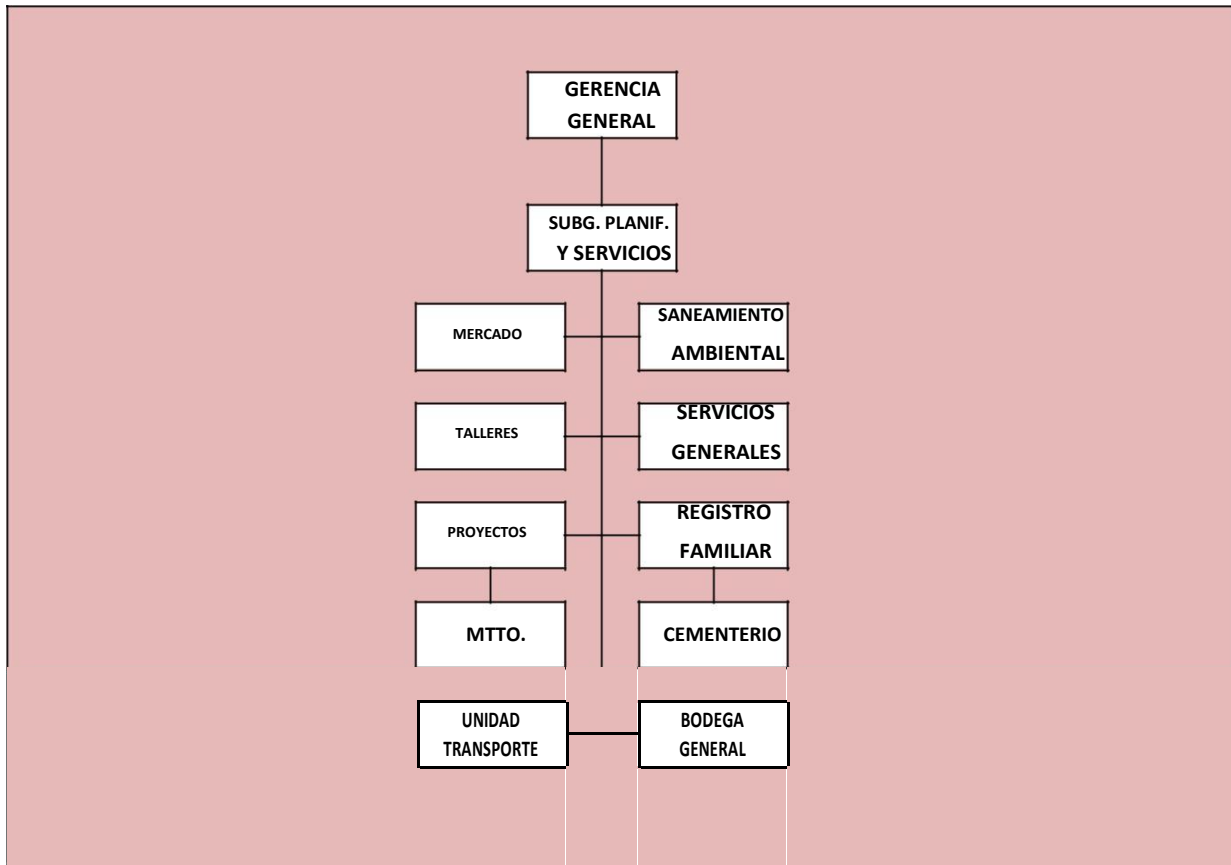 GERENCIA
GENERAL
SUBG. PLANIF.
Y SERVICIOS
MERCADO
SANEAMIENTO
AMBIENTAL
TALLERES
SERVICIOS
GENERALES
PROYECTOS
REGISTRO
FAMILIAR
MTTO.
CEMENTERIO
UNIDAD
TRANSPORTE
BODEGA
GENERAL